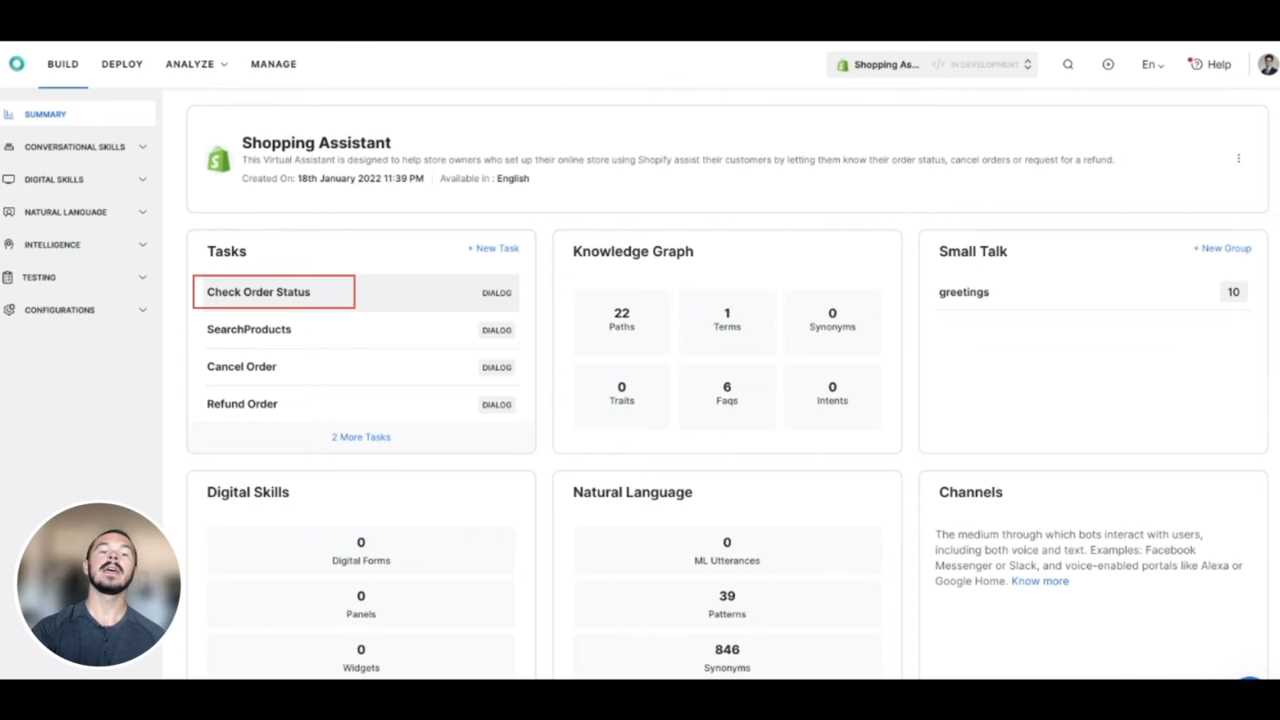 BUILD DEPLOY ANALYZE MANAGE Shopping As... </> IN DEVELOPMENT En Help
SUMMARY
CONVERSATIONAL SKILLS
DIGITAL SKILLS
NATURAL LANGUAGE
INTELLIGENCE
TESTING
CONFIGURATIONS
Shopping Assistant
This Virtual Assistant is designed to help store owners who set up their online store using Shopify assist their customers by letting them know their order status, cancel orders or request for a refund.
Created On: 18th January 2022 11:39 PM Available in : English
Tasks + New Task
Check Order Status DIALOG
SearchProducts DIALOG
Cancel Order DIALOG
Refund Order DIALOG
2 More Tasks
Knowledge Graph
22 1 0
Paths Terms Synonyms
0 6 0
Traits Faqs Intents
Small Talk + New Group
greetings 10
Digital Skills
0
Digital Forms
0
Panels
0
Widgets
Natural Language
0
ML Utterances
39
Patterns
846
Synonyms
Channels
The medium through which bots interact with users,
including both voice and text. Examples: Facebook
Messenger or Slack, and voice-enabled portals like Alexa or
Google Home. Know more